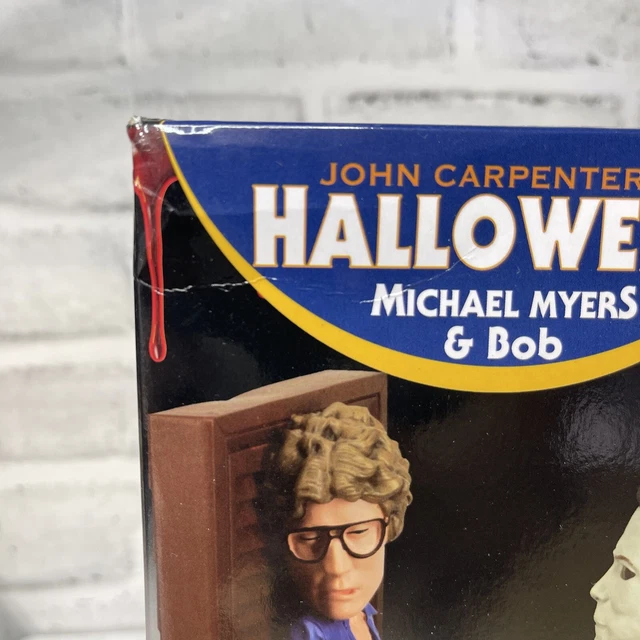 JOHN CARPENTER
HALLOWE
MICHAEL MYERS
& Bob